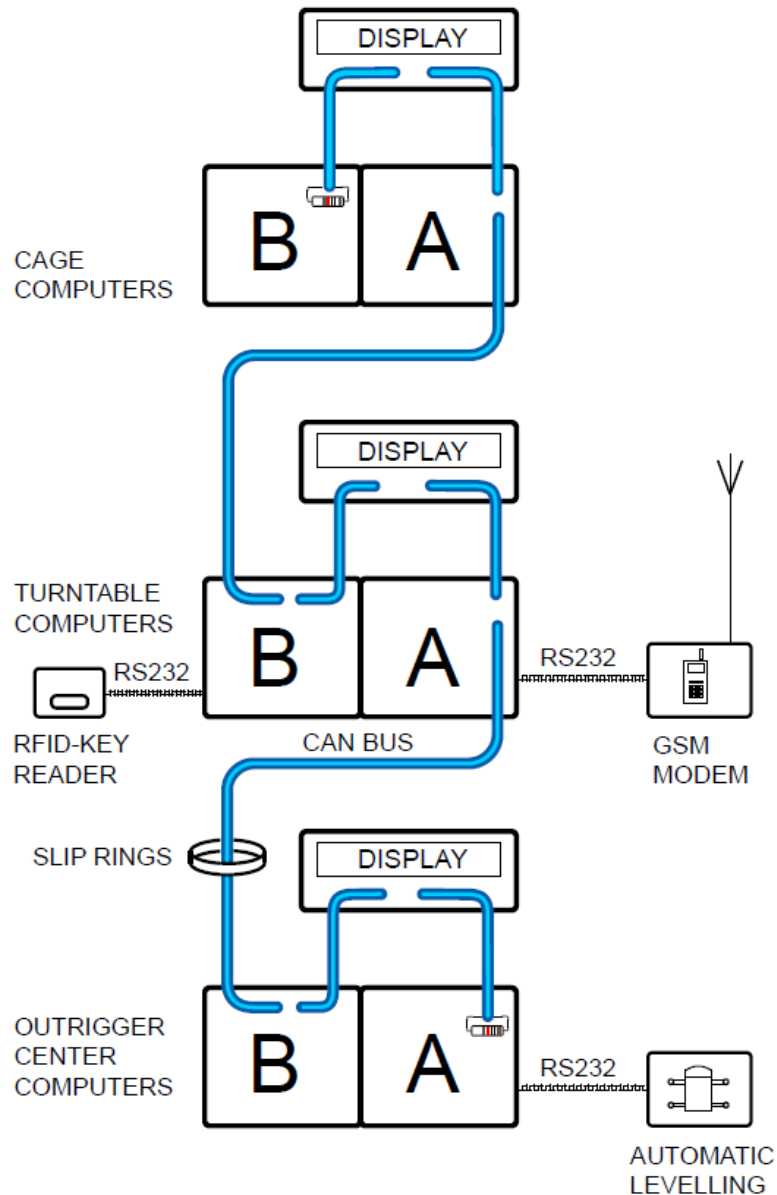 DISPLAY
B
A
CAGE
COMPUTERS
DISPLAY
TURNTABLE
COMPUTERS
B
A
RS232
RS232
RFID-KEY
READER
CAN BUS
GSM
MODEM
SLIP RINGS
DISPLAY
OUTRIGGER
CENTER
COMPUTERS
B
A
RS232
AUTOMATIC
LEVELLING